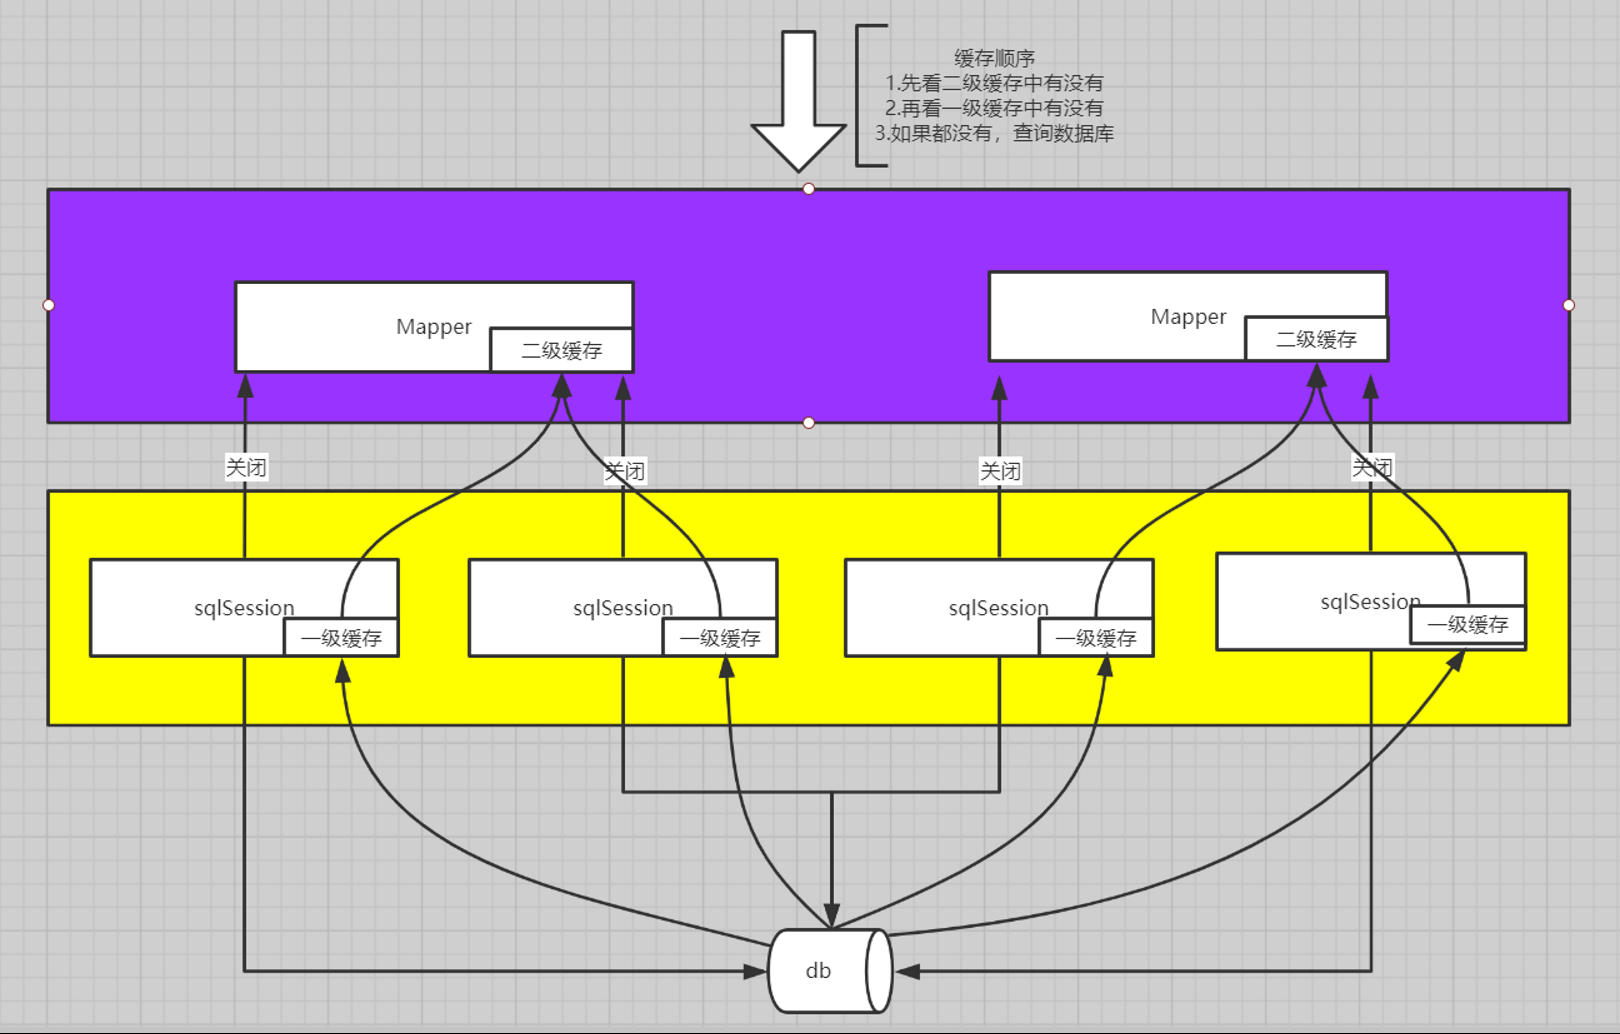 缓存顺序
1.先看二级缓存中有没有
2.再看一级缓存中有没有
3.如果都没有，查询数据库
Mapper
二级缓存
Mapper
二级缓存
关闭
关闭
关闭
关闭
sqlSession
一级缓存
sqlSession
一级缓存
sqlSession
一级缓存
sqlSession
一级缓存
db